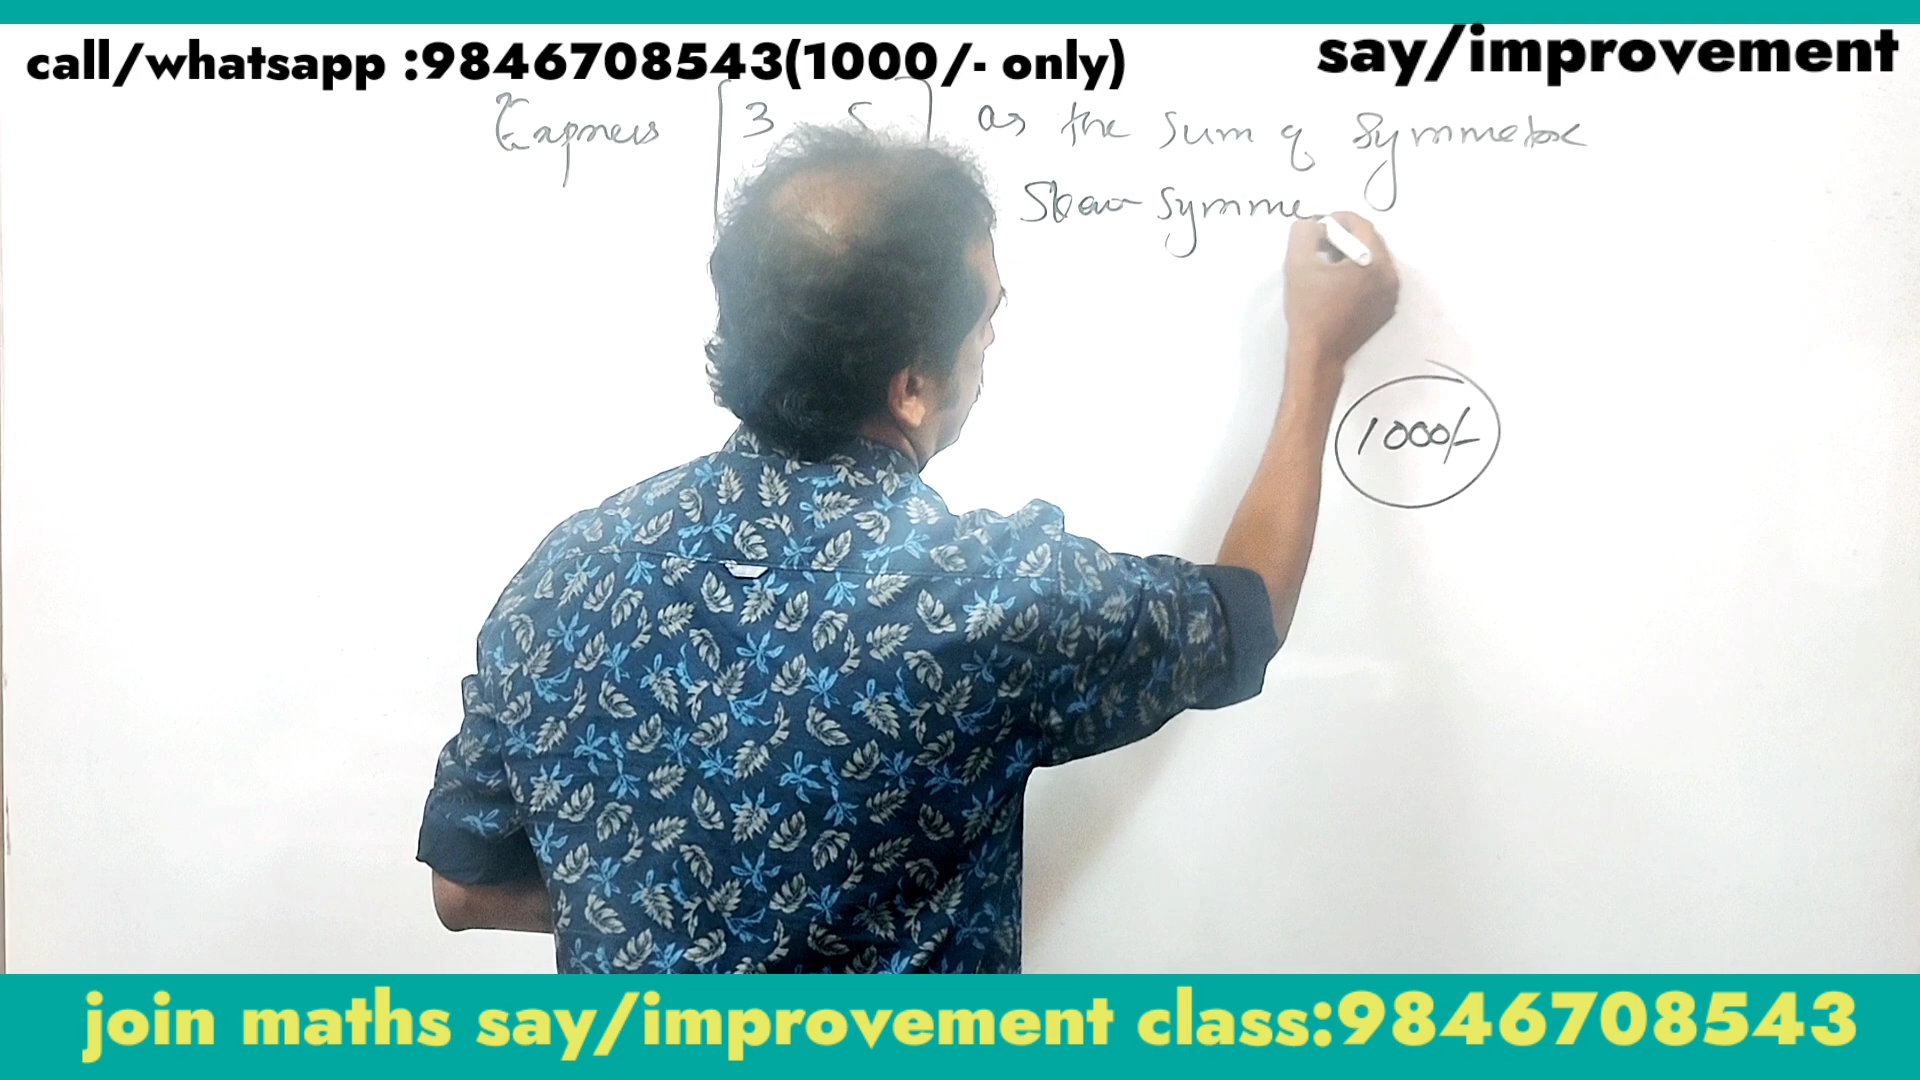 call/whatsapp :9846708543(1000/- only)
say/improvement
Express [3 5] as the sum of symmetric
Skew symme
1000/-
join maths say/improvement class:9846708543